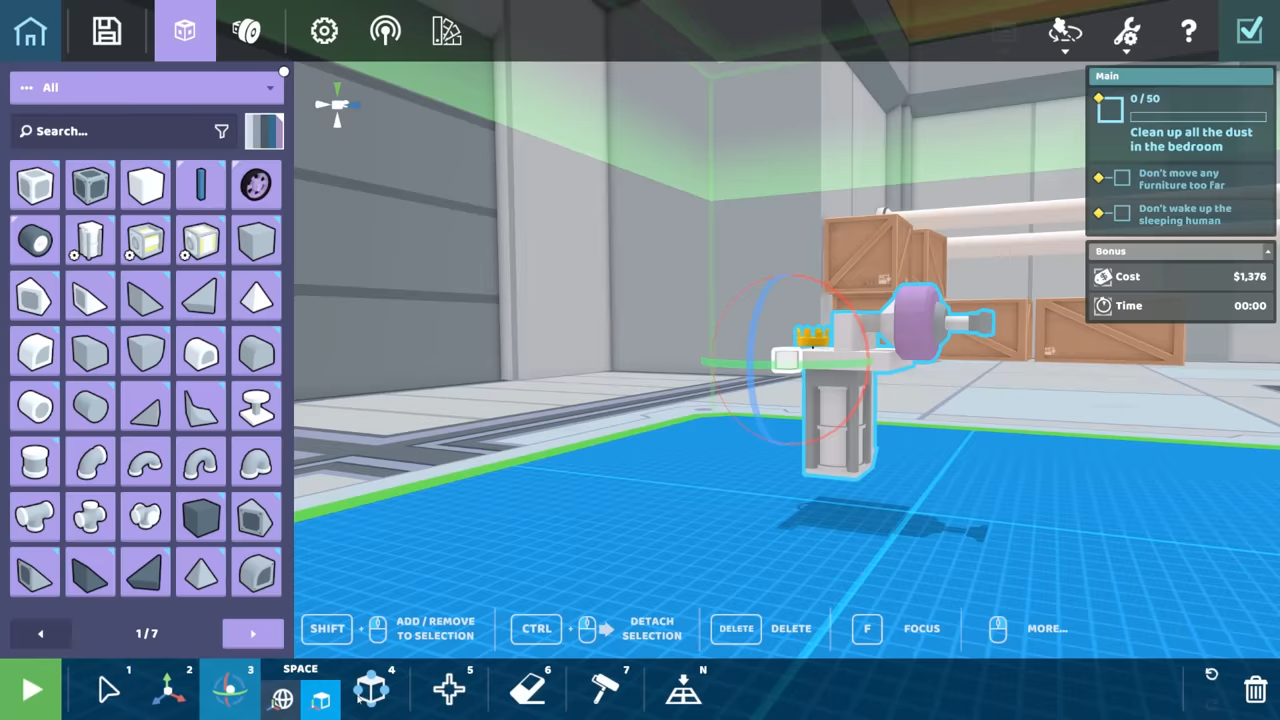 Main
0 / 50
Clean up all the dust
in the bedroom
Don't move any
furniture too far
Don't wake up the
sleeping human
Bonus
Cost
$1,376
Time
00:00
••• All
Search...
1/7
SHIFT
+
ADD / REMOVE
TO SELECTION
CTRL
+
DETACH
SELECTION
DELETE
DELETE
F
FOCUS
MORE...
1
2
3
SPACE
4
5
6
7
N